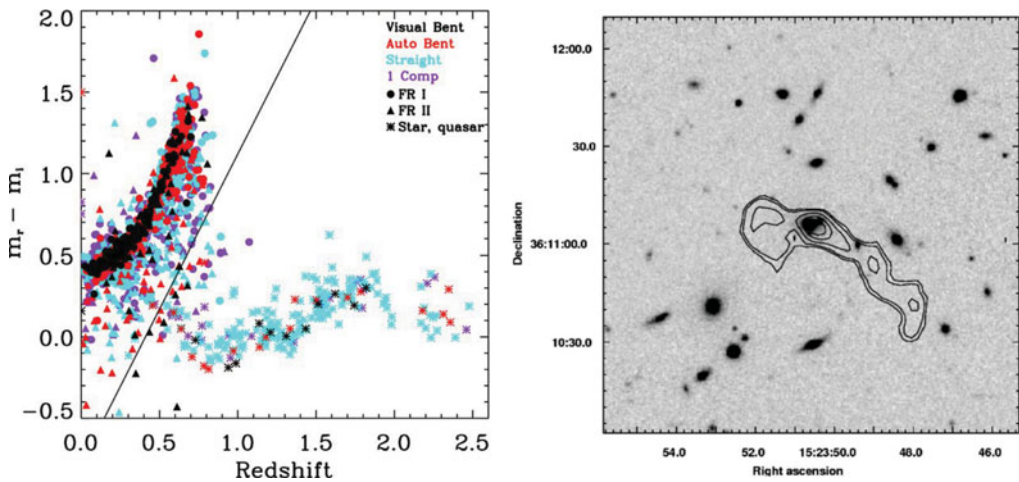 2.0
1.5
1.0
0.5
0.0
−0.5
m_r − m_i
Visual Bent
Auto Bent
Straight
1 Comp
FR I
FR II
Star, quasar
0.0 0.5 1.0 1.5 2.0 2.5
Redshift
12:00.0
30.0
36:11:00.0
10:30.0
Declination
54.0 52.0 15:23:50.0 48.0 46.0
Right ascension